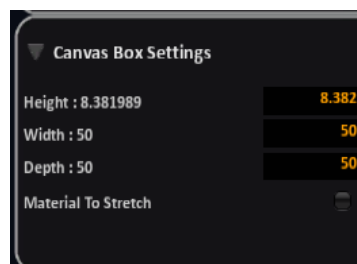 Canvas Box Settings
Height : 8.381989 8.382
Width : 50 50
Depth : 50 50
Material To Stretch